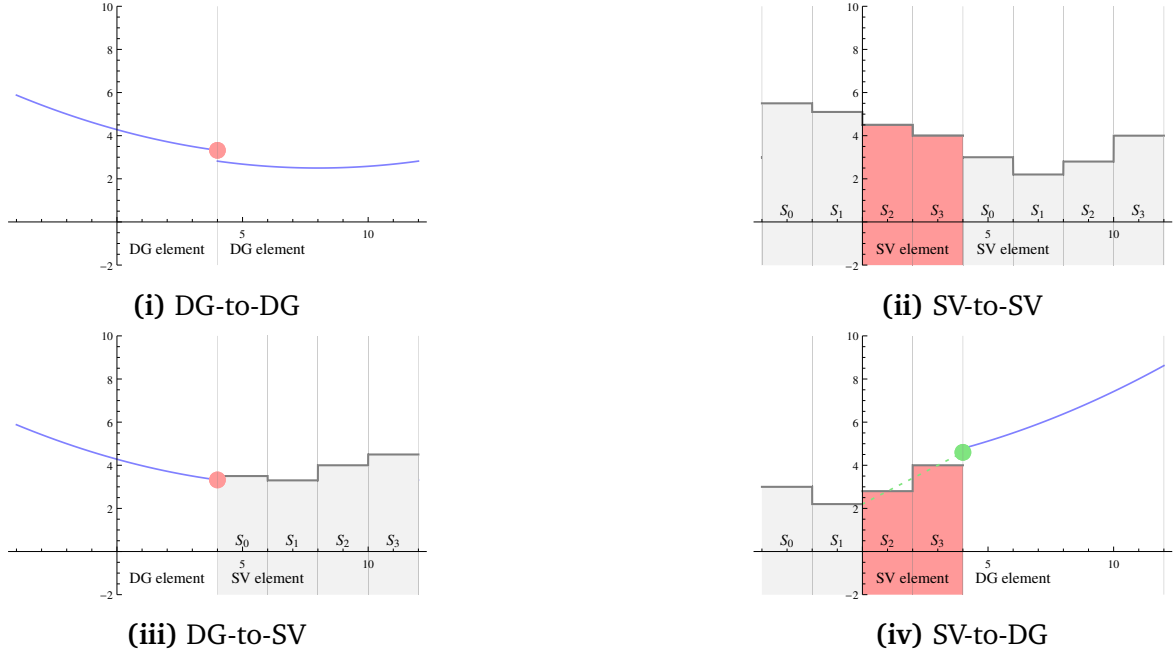 10
8
6
4
2
−2
5
10
DG element DG element
(i) DG-to-DG
10
8
6
4
2
−2
S0 S1 S2 S3 S0 S1 S2 S3
5
10
SV element SV element
(ii) SV-to-SV
10
8
6
4
2
−2
S0 S1 S2 S3
5
10
DG element SV element
(iii) DG-to-SV
10
8
6
4
2
−2
S0 S1 S2 S3
5
10
SV element DG element
(iv) SV-to-DG